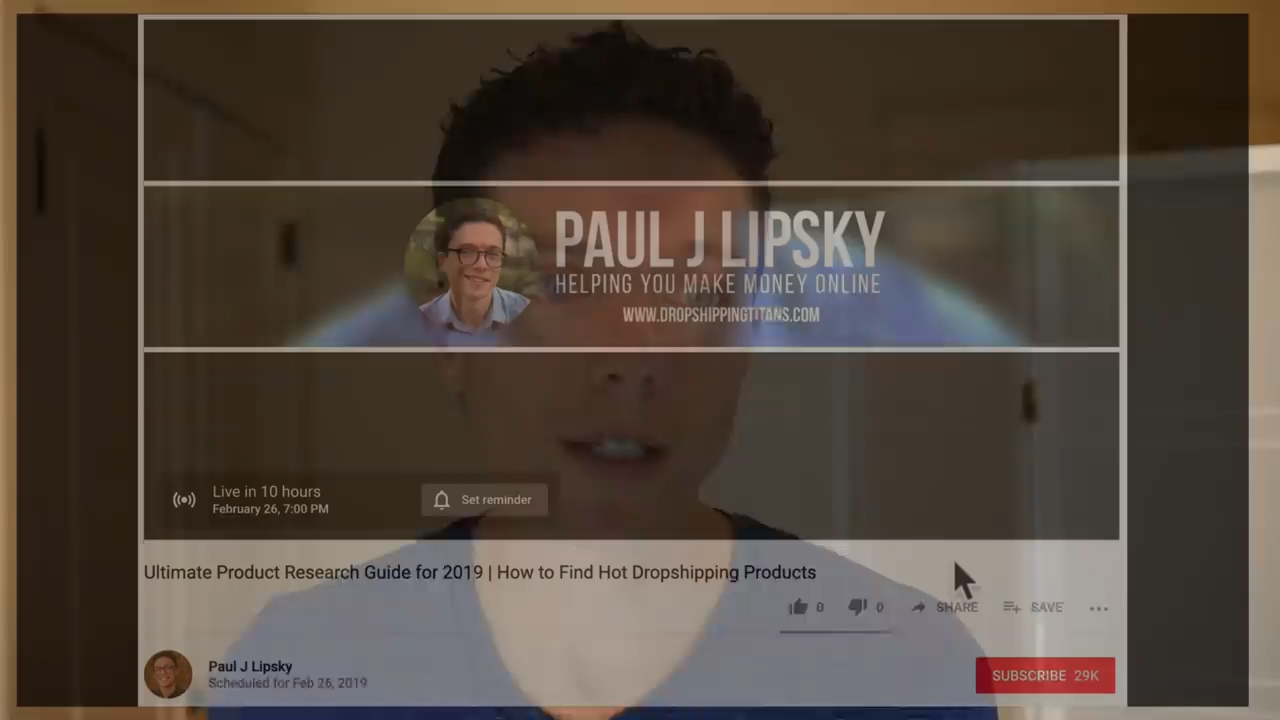 PAUL J LIPSKY
HELPING YOU MAKE MONEY ONLINE
WWW.DROPSHIPPINGTITANS.COM
Live in 10 hours
February 26, 7:00 PM
Set reminder
Ultimate Product Research Guide for 2019 | How to Find Hot Dropshipping Products
0
0
SHARE
SAVE
Paul J Lipsky
Scheduled for Feb 26, 2019
SUBSCRIBE 29K